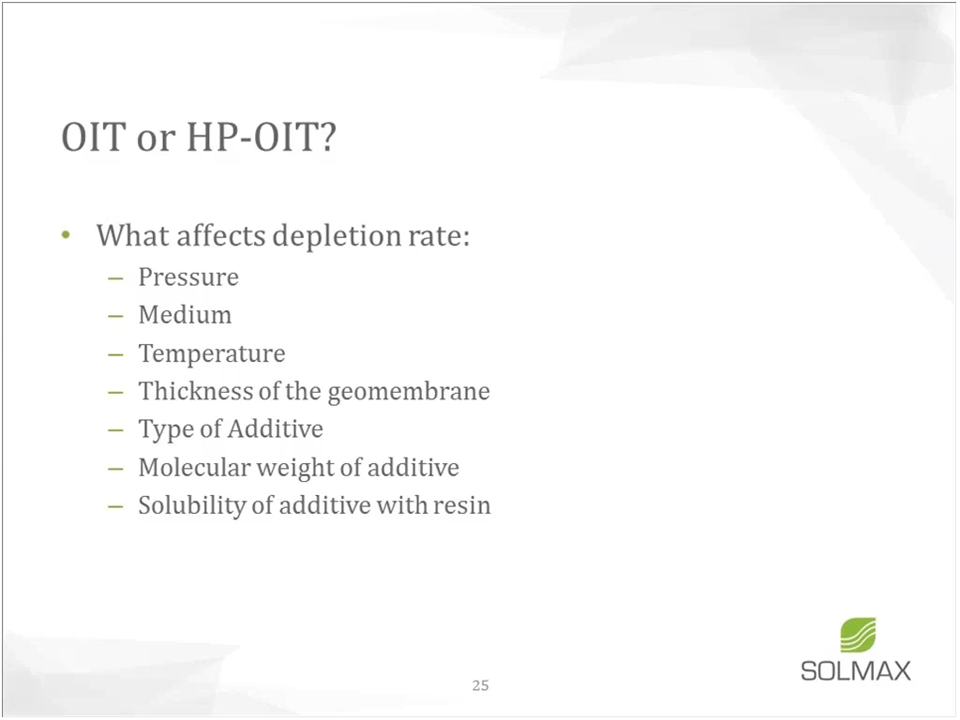 OIT or HP-OIT?
• What affects depletion rate:
– Pressure
– Medium
– Temperature
– Thickness of the geomembrane
– Type of Additive
– Molecular weight of additive
– Solubility of additive with resin
SOLMAX
25